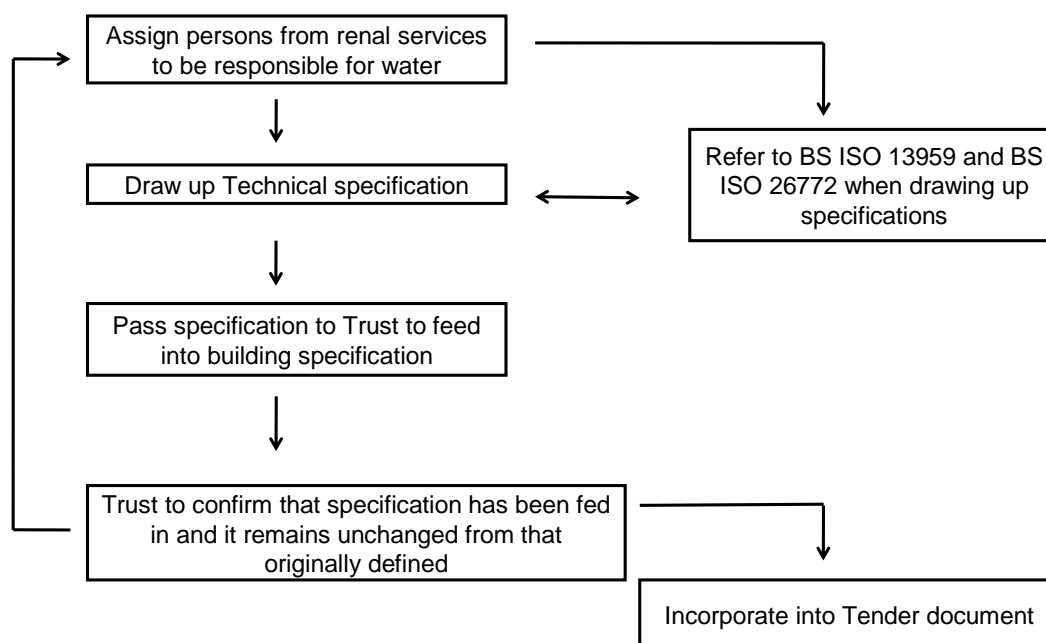 Assign persons from renal services
to be responsible for water
Refer to BS ISO 13959 and BS
ISO 26772 when drawing up
specifications
Draw up Technical specification
Pass specification to Trust to feed
into building specification
Trust to confirm that specification has been fed
in and it remains unchanged from that
originally defined
Incorporate into Tender document